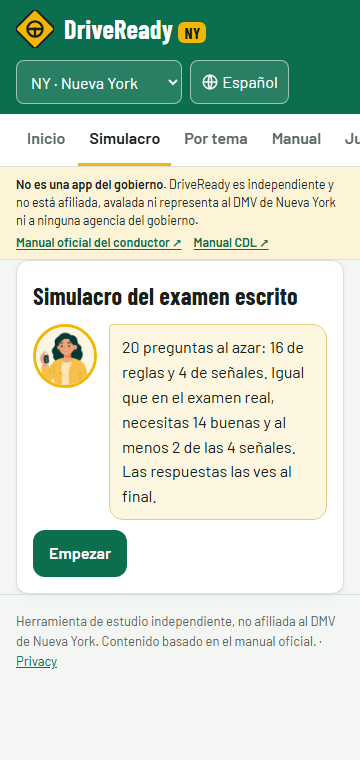 DriveReady NY
NY · Nueva York
Español
Inicio Simulacro Por tema Manual Ju
No es una app del gobierno. DriveReady es independiente y
no está afiliada, avalada ni representa al DMV de Nueva York
ni a ninguna agencia del gobierno.
Manual oficial del conductor ↗ Manual CDL ↗
Simulacro del examen escrito
20 preguntas al azar: 16 de
reglas y 4 de señales. Igual
que en el examen real,
necesitas 14 buenas y al
menos 2 de las 4 señales.
Las respuestas las ves al
final.
Empezar
Herramienta de estudio independiente, no afiliada al DMV
de Nueva York. Contenido basado en el manual oficial. ·
Privacy